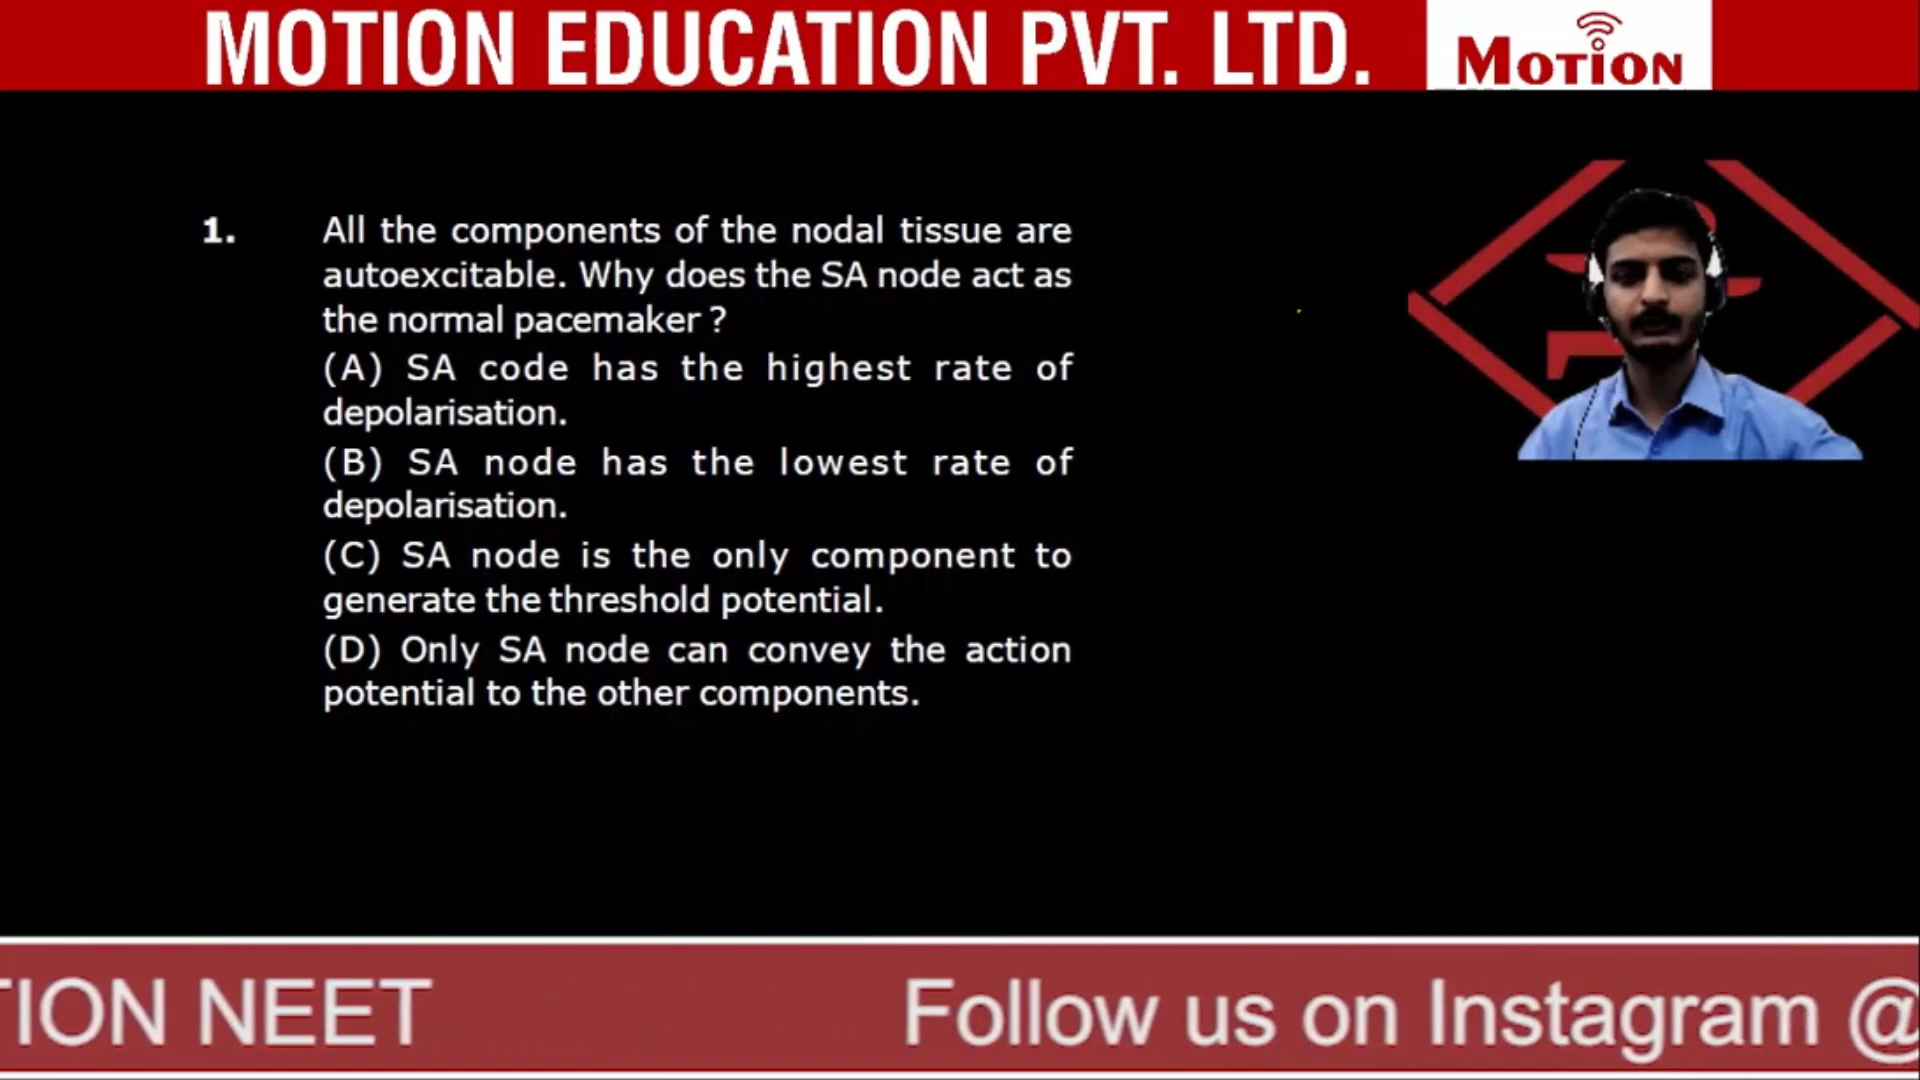 MOTION EDUCATION PVT. LTD.
MOTION
1. All the components of the nodal tissue are
autoexcitable. Why does the SA node act as
the normal pacemaker ?
(A) SA code has the highest rate of
depolarisation.
(B) SA node has the lowest rate of
depolarisation.
(C) SA node is the only component to
generate the threshold potential.
(D) Only SA node can convey the action
potential to the other components.
TION NEET Follow us on Instagram @